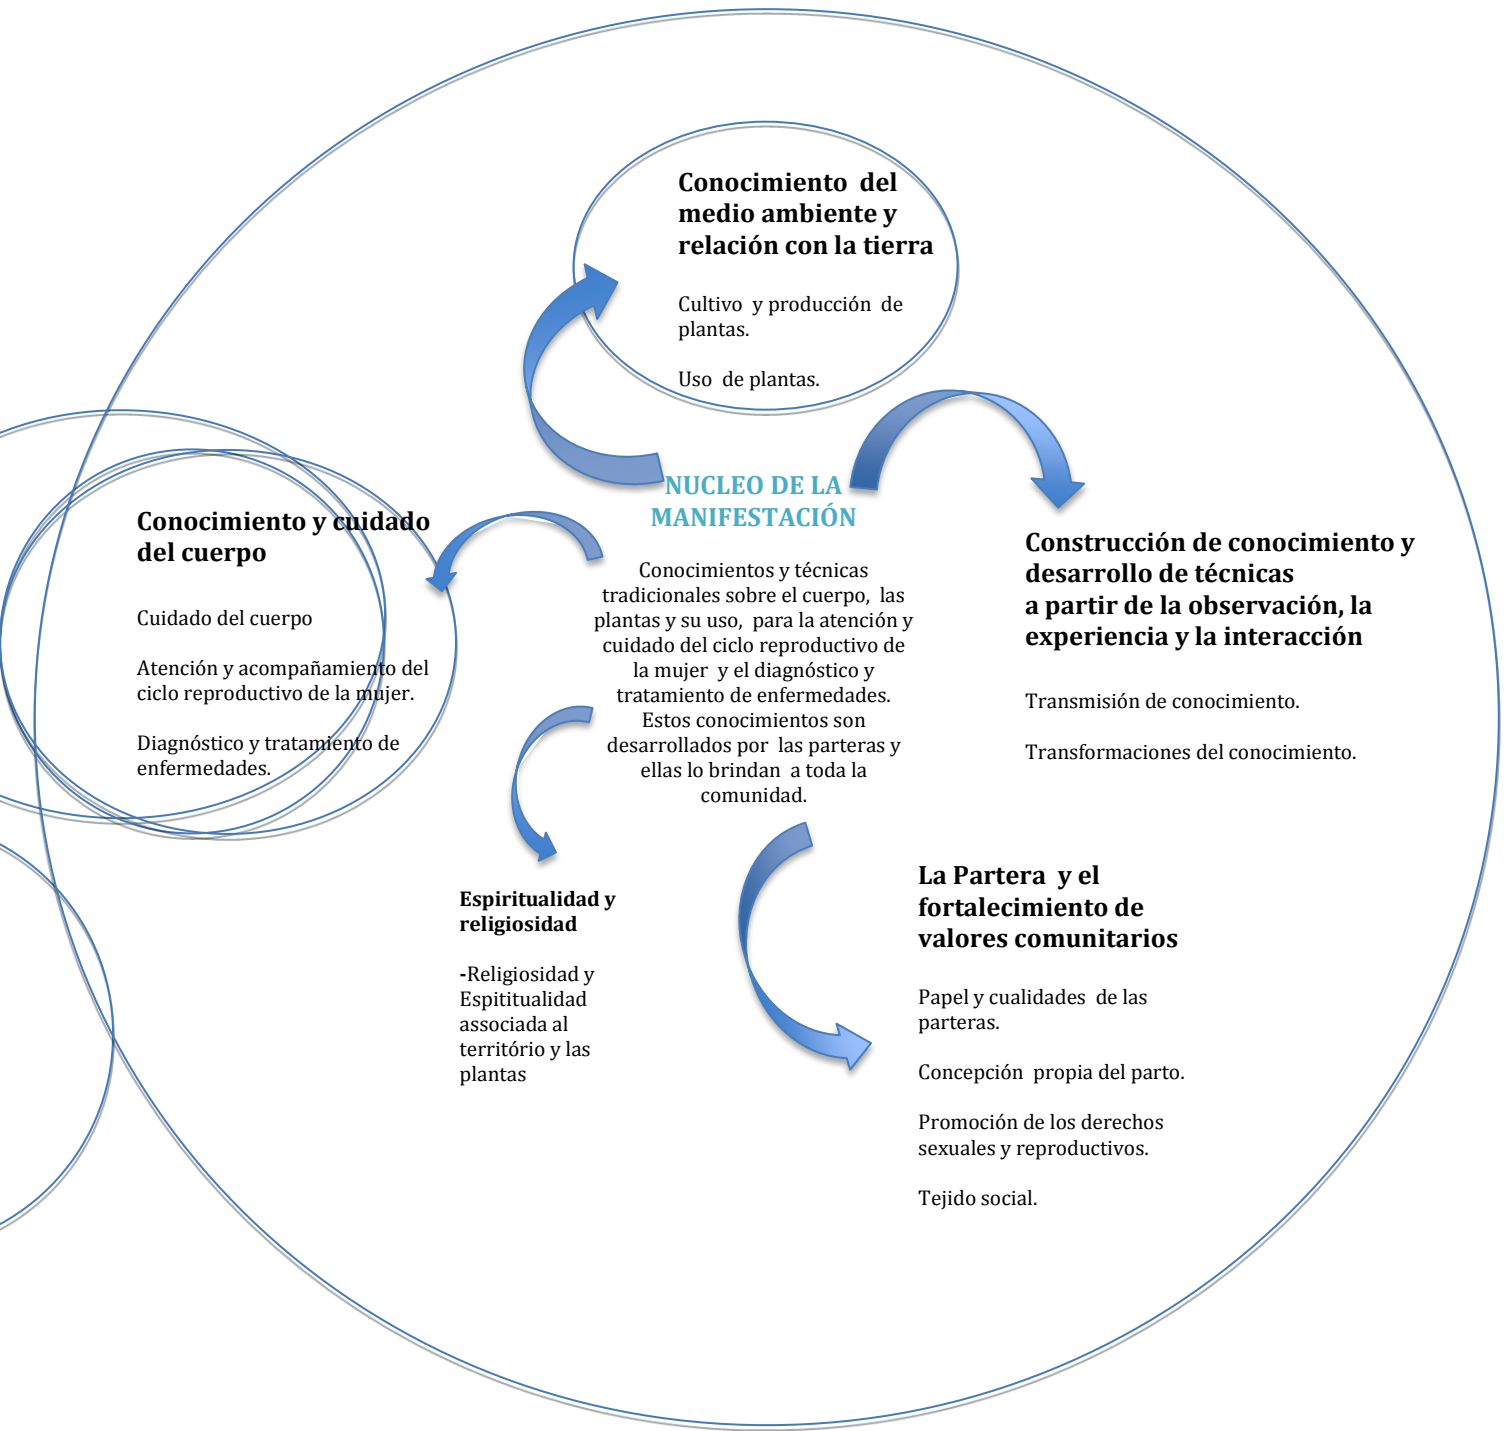 Conocimiento  del
medio ambiente y
relación con la tierra
Cultivo  y producción  de
plantas.
Uso  de plantas.
NUCLEO DE LA
MANIFESTACIÓN
Conocimientos y técnicas
tradicionales sobre el cuerpo,  las
plantas y su uso,  para la atención y
cuidado del ciclo reproductivo de
la mujer  y el diagnóstico y
tratamiento de enfermedades.
Estos conocimientos son
desarrollados por  las parteras y
ellas lo brindan  a toda la
comunidad.
Conocimiento y cuidado
del cuerpo
Cuidado del cuerpo
Atención y acompañamiento del
ciclo reproductivo de la mujer.
Diagnóstico y tratamiento de
enfermedades.
Construcción de conocimiento y
desarrollo de técnicas
a partir de la observación, la
experiencia y la interacción
Transmisión de conocimiento.
Transformaciones del conocimiento.
Espiritualidad y
religiosidad
-Religiosidad y
Espititualidad
associada al
território y las
plantas
La Partera  y el
fortalecimiento de
valores comunitarios
Papel y cualidades  de las
parteras.
Concepción  propia del parto.
Promoción de los derechos
sexuales y reproductivos.
Tejido social.